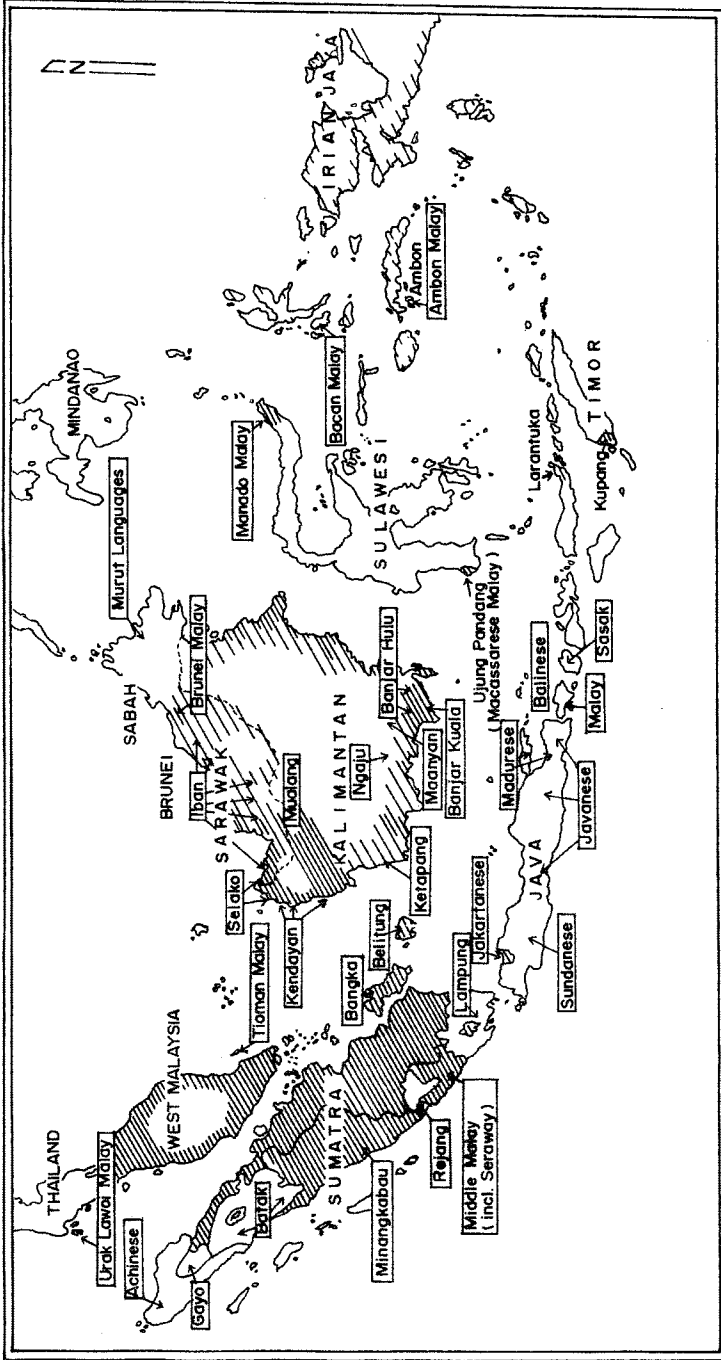 N
THAILAND
Urak Lawoi Malay
Achinese
Gayo
Batak
WEST MALAYSIA
Tioman Malay
SUMATRA
Minangkabau
Rejang
Middle Malay
(incl. Seraway)
Bangka
Belitung
Lampung
Jakartanese
Kendayan
Selako
SARAWAK
Iban
BRUNEI
SABAH
Brunei Malay
Murut Languages
Mualang
KALIMANTAN
Ketapang
Ngaju
Maanyan
Banjar Hulu
Banjar Kuala
JAVA
Sundanese
Javanese
Madurese
Malay
Balinese
Sasak
MINDANAO
Manado Malay
SULAWESI
Ujung Pandang
(Macassarese Malay)
Bacan Malay
Ambon
Ambon Malay
Larantuka
Kupang
TIMOR
IRIAN JAYA